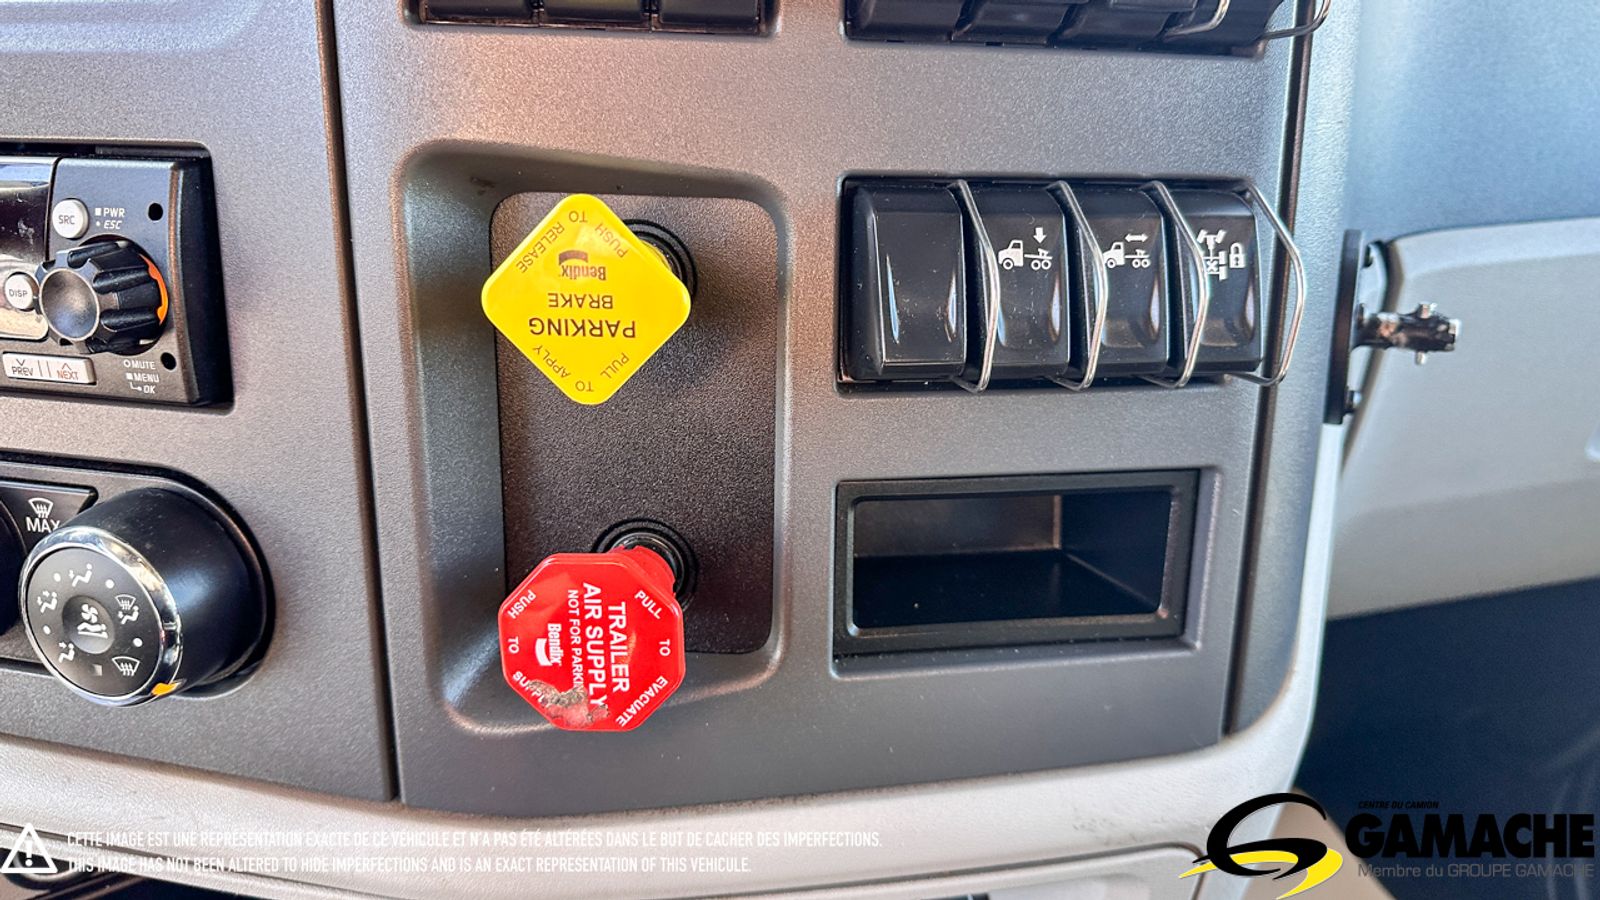 SRC
PWR
ESC
DISP
PREV
NEXT
MUTE
MENU
OK
MAX
PUSH TO RELEASE
Bendix
PARKING
BRAKE
PULL TO APPLY
PULL TO EVACUATE
TRAILER
AIR SUPPLY
NOT FOR
Bendix
PUSH TO
CETTE IMAGE EST UNE REPRÉSENTATION EXACTE DE CE VÉHICULE ET N'A PAS ÉTÉ ALTÉRÉES DANS LE BUT DE CACHER DES IMPERFECTIONS.
THIS IMAGE HAS NOT BEEN ALTERED TO HIDE IMPERFECTIONS AND IS AN EXACT REPRESENTATION OF THIS VEHICULE.
CENTRE DU CAMION
GAMACHE
Membre du GROUPE GAMACHE